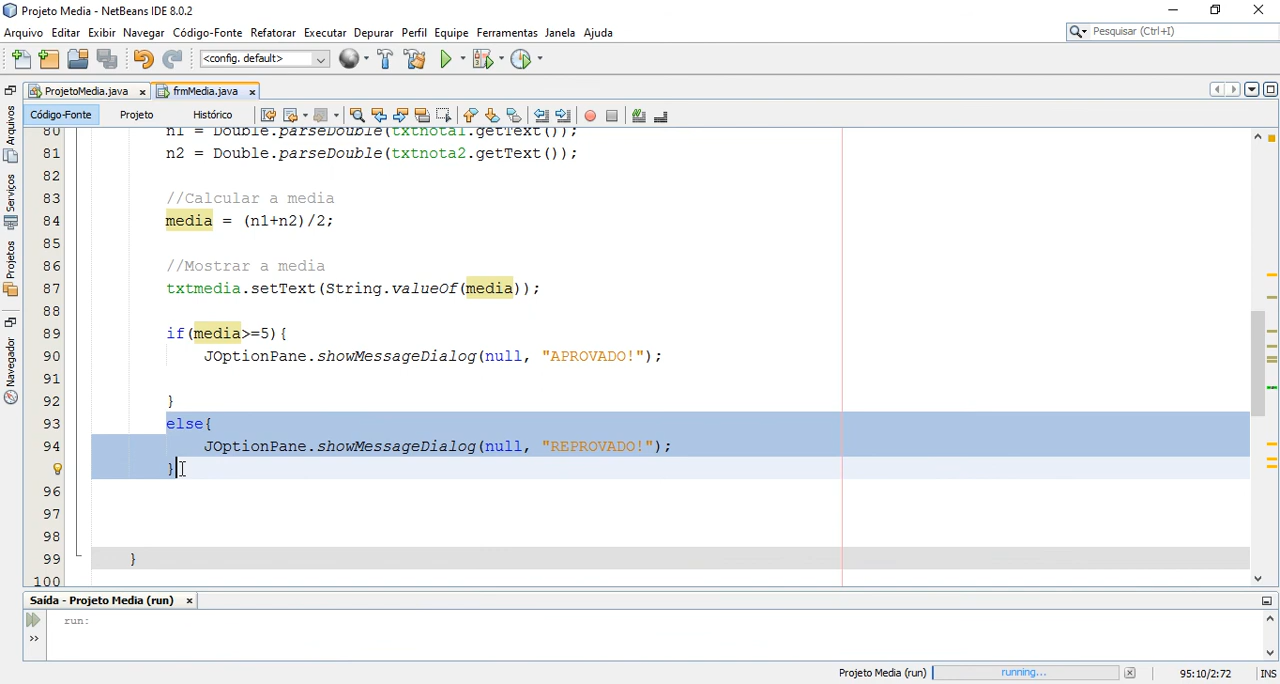 Projeto Media - NetBeans IDE 8.0.2
Arquivo Editar Exibir Navegar Código-Fonte Refatorar Executar Depurar Perfil Equipe Ferramentas Janela Ajuda
Pesquisar (Ctrl+I)
<config. default>
ProjetoMedia.java x frmMedia.java x
Código-Fonte Projeto Histórico
Arquivos
Serviços
Projetos
Navegador
80 n1 = Double.parseDouble(txtnota1.getText());
81 n2 = Double.parseDouble(txtnota2.getText());
82
83 //Calcular a media
84 media = (n1+n2)/2;
85
86 //Mostrar a media
87 txtmedia.setText(String.valueOf(media));
88
89 if(media>=5){
90 JOptionPane.showMessageDialog(null, "APROVADO!");
91
92 }
93 else{
94 JOptionPane.showMessageDialog(null, "REPROVADO!");
}
96
97
98
99 }
100
Saída - Projeto Media (run) x
run:
Projeto Media (run) running... 95:10/2:72 INS